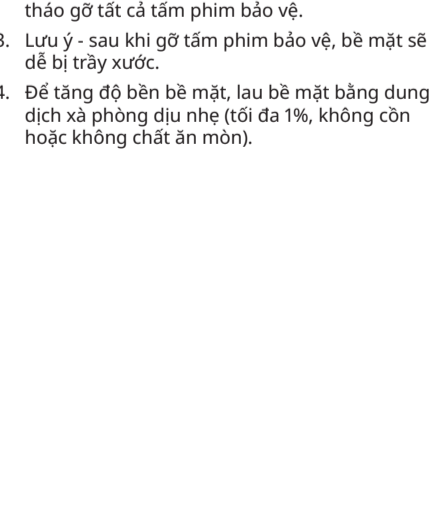 tháo gỡ tất cả tấm phim bảo vệ.
3. Lưu ý - sau khi gỡ tấm phim bảo vệ, bề mặt sẽ
dễ bị trầy xước.
4. Để tăng độ bền bề mặt, lau bề mặt bằng dung
dịch xà phòng dịu nhẹ (tối đa 1%, không cồn
hoặc không chất ăn mòn).